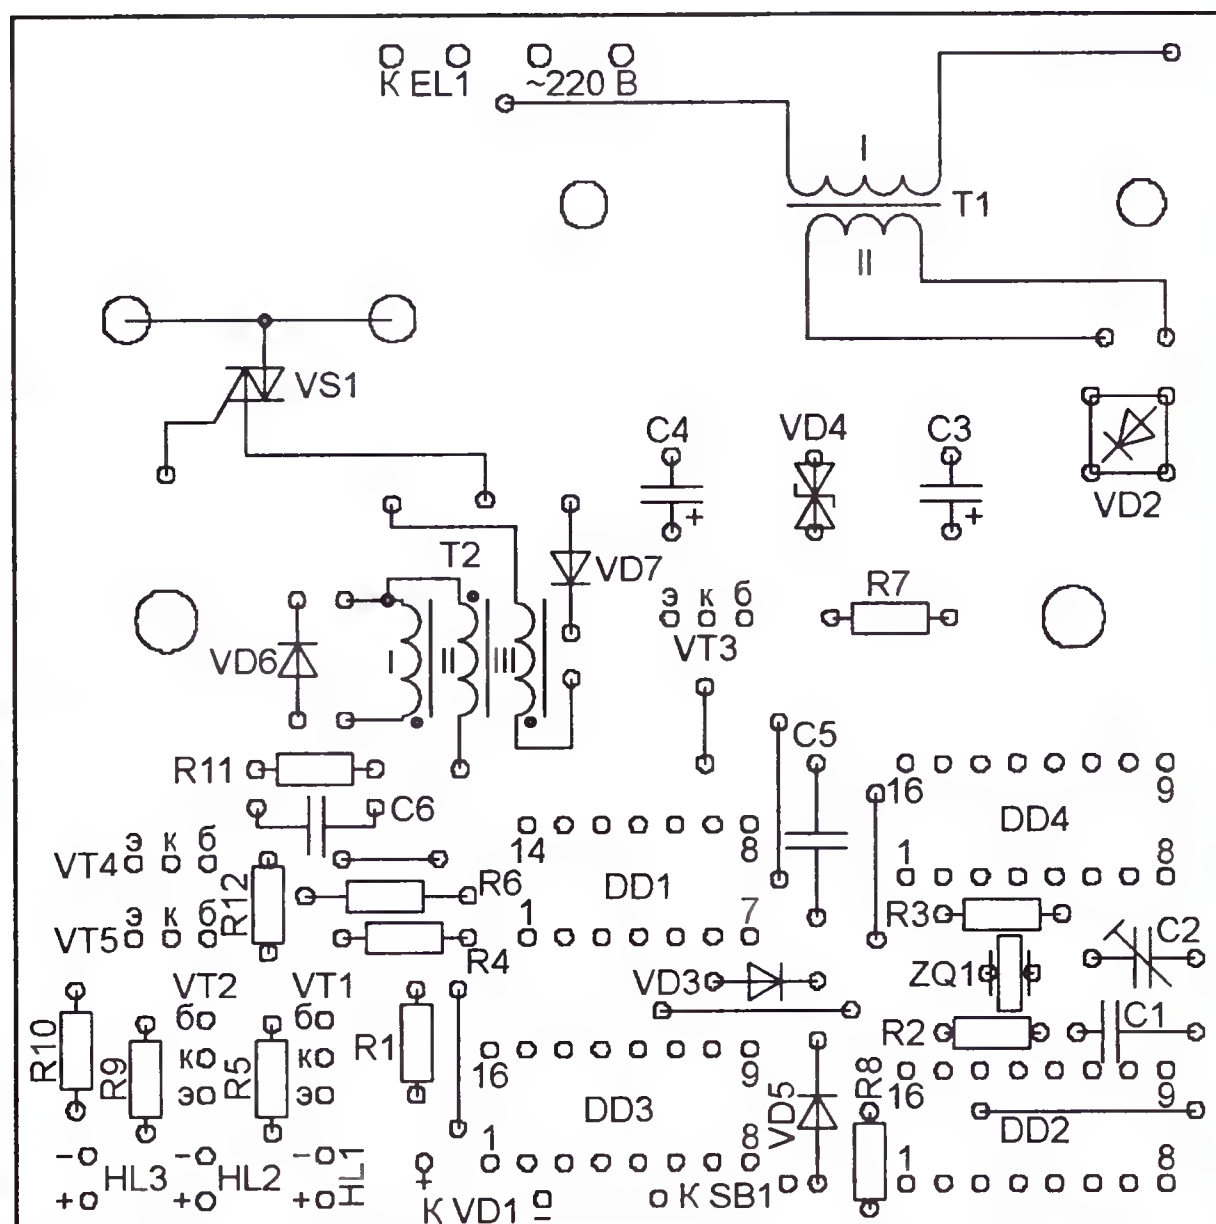 К EL1 ~220 В
I
T1
II
VS1
C4 VD4 C3
+ +
VD2
T2
VD7
э к б
R7
VD6
I II III
VT3
C5
R11
C6
16 9
DD4
1 8
э к б
VT4
14 8
DD1
1 7
R12
R6
R3
э к б
VT5
R4
C2
VD3
ZQ1
VT2 VT1
б б
R10
R9
к
R5
к
R1
R2
C1
э э
16 9
DD3
1 8
VD5
R8
16 9
DD2
1 8
- - -
HL3 HL2 HL1
+ + +
+
К VD1
-
К SB1